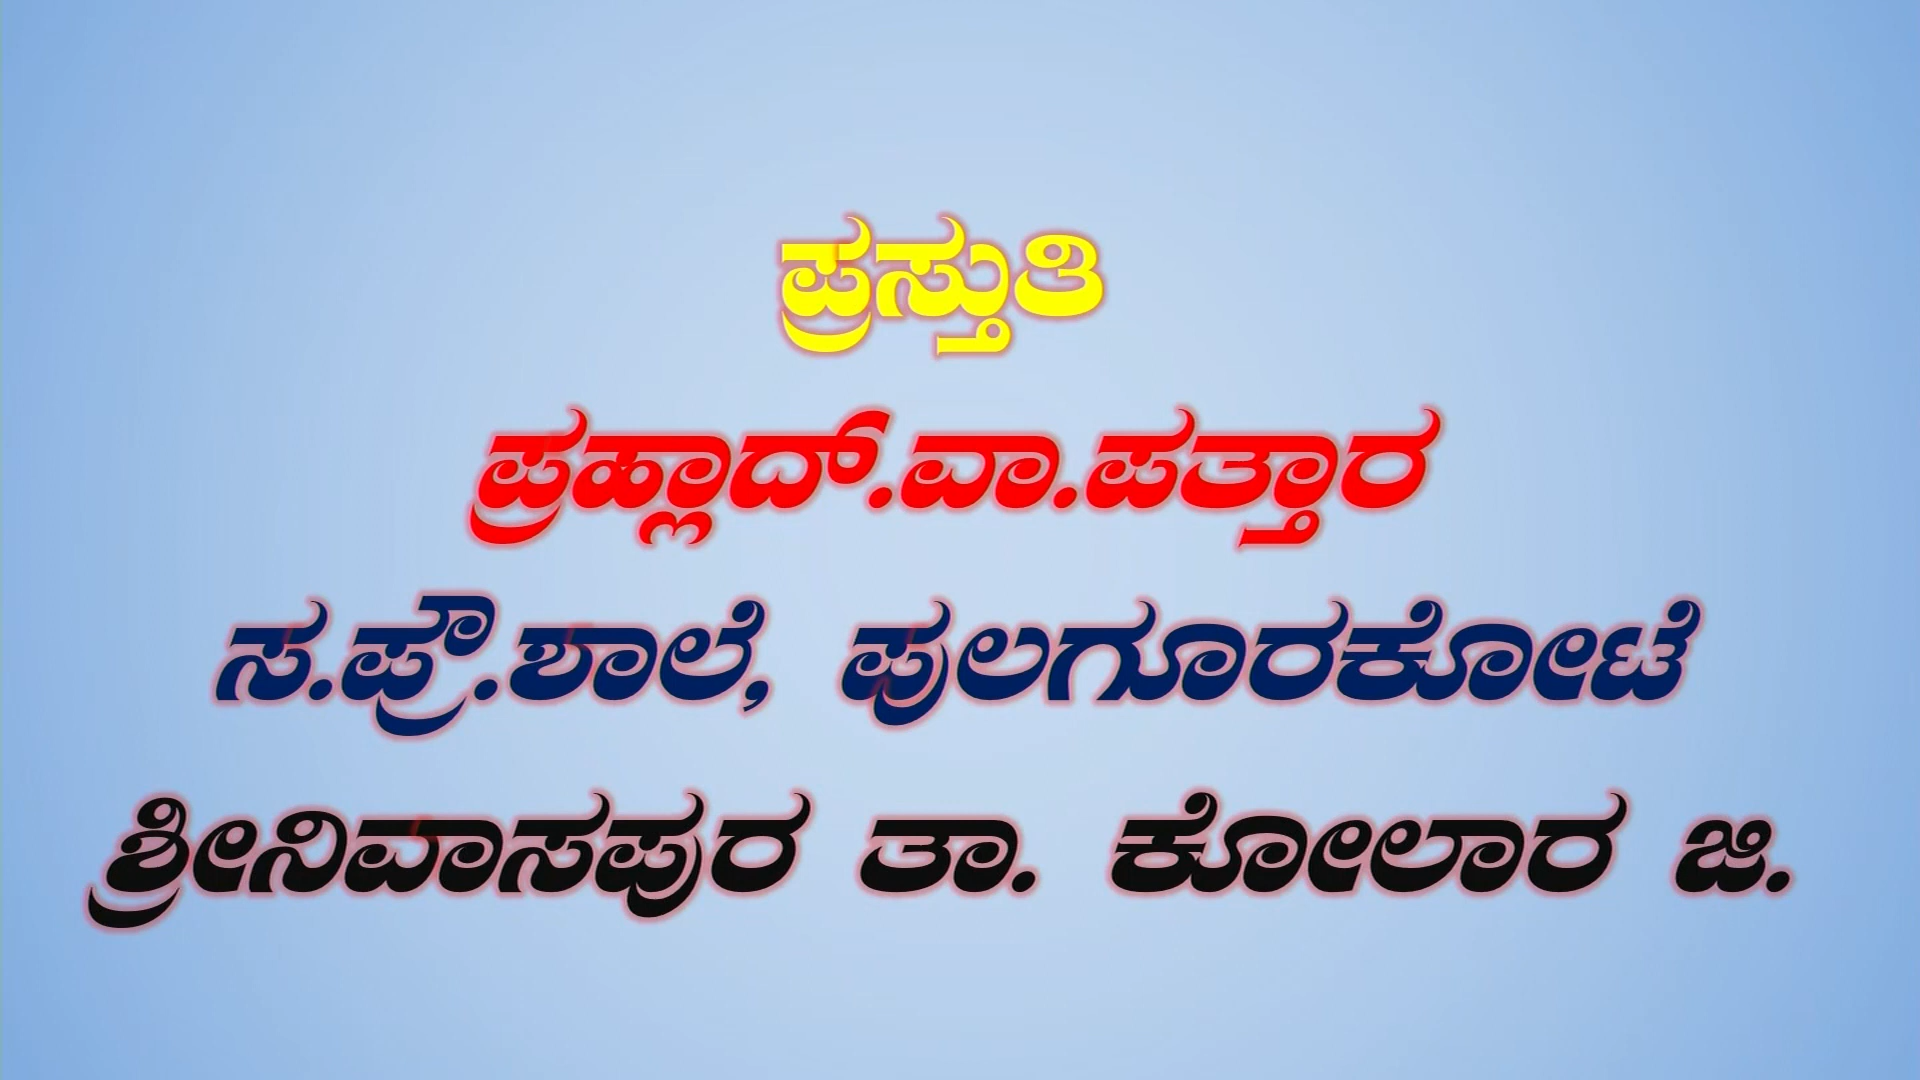 ಪ್ರಸ್ತುತಿ
ಪ್ರಹ್ಲಾದ್.ವಾ.ಪತ್ತಾರ
ಸ.ಪ್ರೌ.ಶಾಲೆ, ಪುಲಗೂರಕೋಟೆ
ಶ್ರೀನಿವಾಸಪುರ ತಾ. ಕೋಲಾರ ಜಿ.